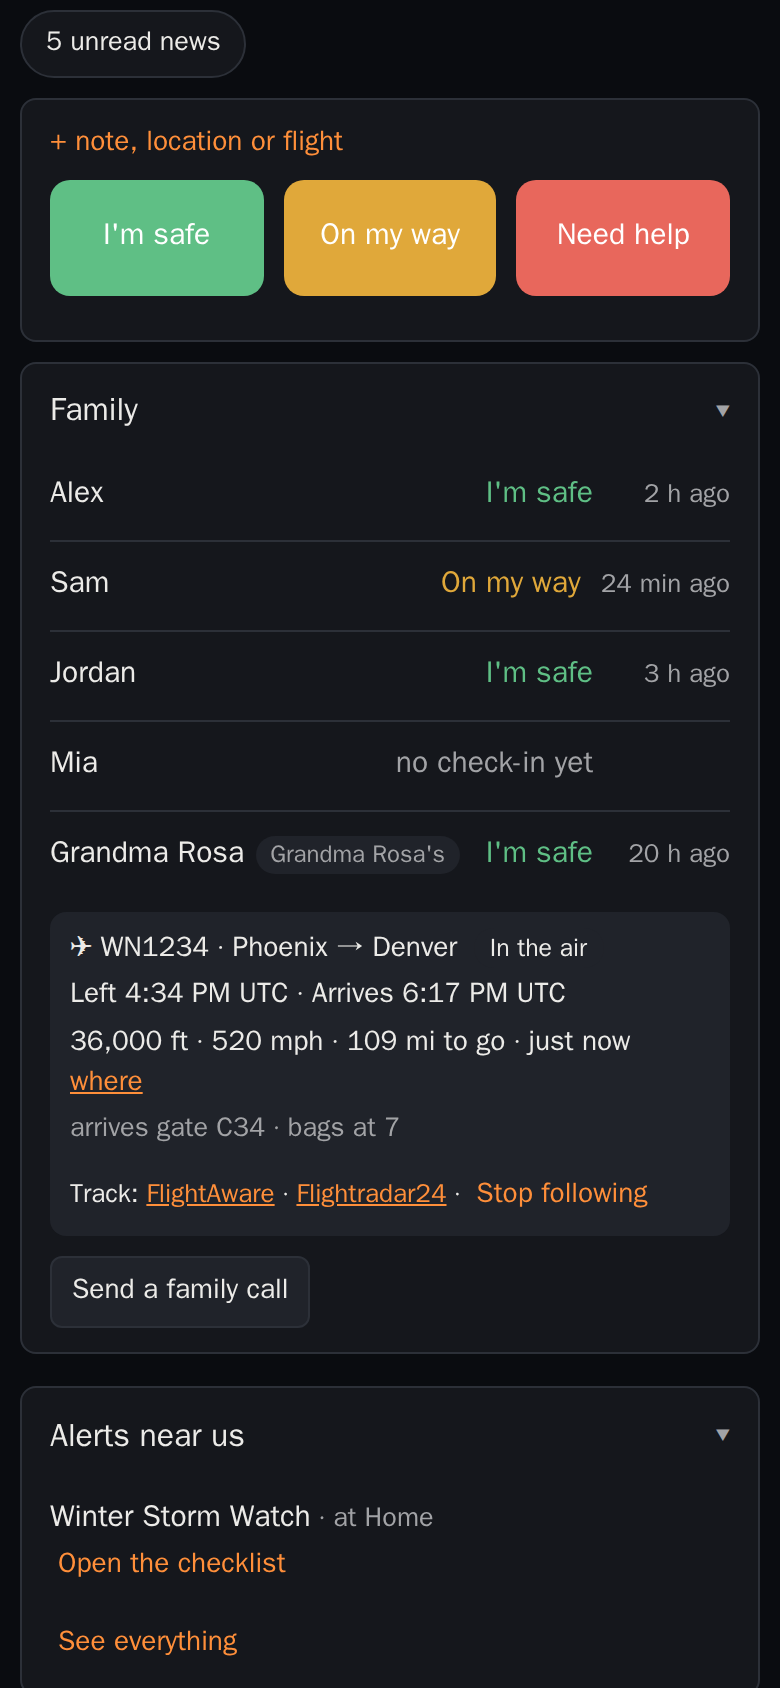 5 unread news
+ note, location or flight
I'm safe
On my way
Need help
Family ▼
Alex I'm safe 2 h ago
Sam On my way 24 min ago
Jordan I'm safe 3 h ago
Mia no check-in yet
Grandma Rosa Grandma Rosa's I'm safe 20 h ago
✈ WN1234 · Phoenix → Denver In the air
Left 4:34 PM UTC · Arrives 6:17 PM UTC
36,000 ft · 520 mph · 109 mi to go · just now
where
arrives gate C34 · bags at 7
Track: FlightAware · Flightradar24 · Stop following
Send a family call
Alerts near us ▼
Winter Storm Watch · at Home
Open the checklist
See everything